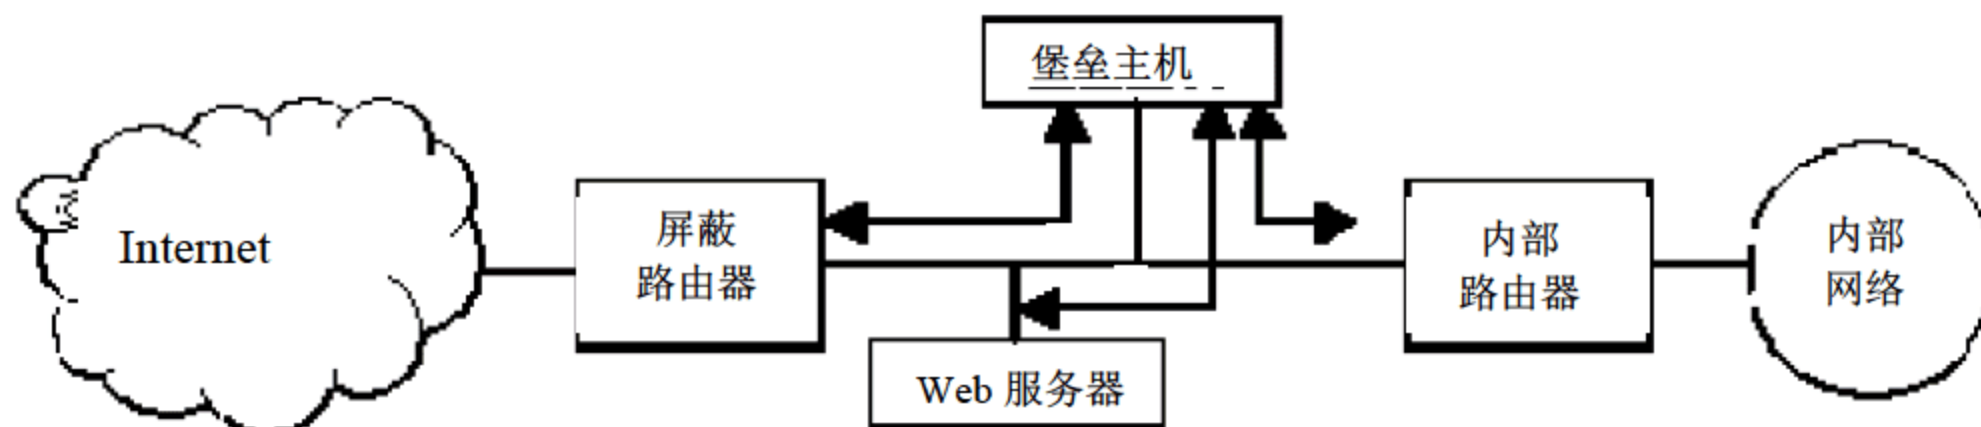 堡垒主机
Internet
屏蔽
路由器
内部
路由器
内部
网络
Web 服务器